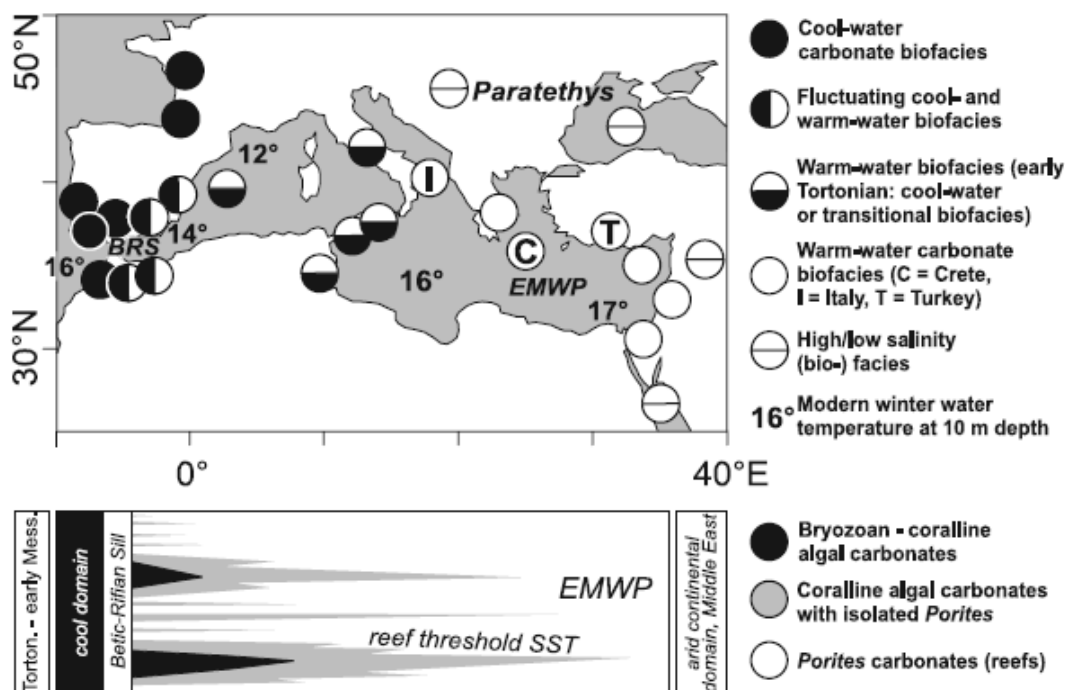 50°N
30°N
0°
40°E
Paratethys
12°
14°
16°
BRS
16°
EMWP
17°
I
C
T
Cool-water
carbonate biofacies
Fluctuating cool- and
warm-water biofacies
Warm-water biofacies (early
Tortonian: cool-water
or transitional biofacies)
Warm-water carbonate
biofacies (C = Crete,
I = Italy, T = Turkey)
High/low salinity
(bio-) facies
16° Modern winter water
temperature at 10 m depth
Torton. - early Mess.
cool domain
Betic-Rifian Sill
EMWP
reef threshold SST
arid continental
domain, Middle East
Bryozoan - coralline
algal carbonates
Coralline algal carbonates
with isolated Porites
Porites carbonates (reefs)